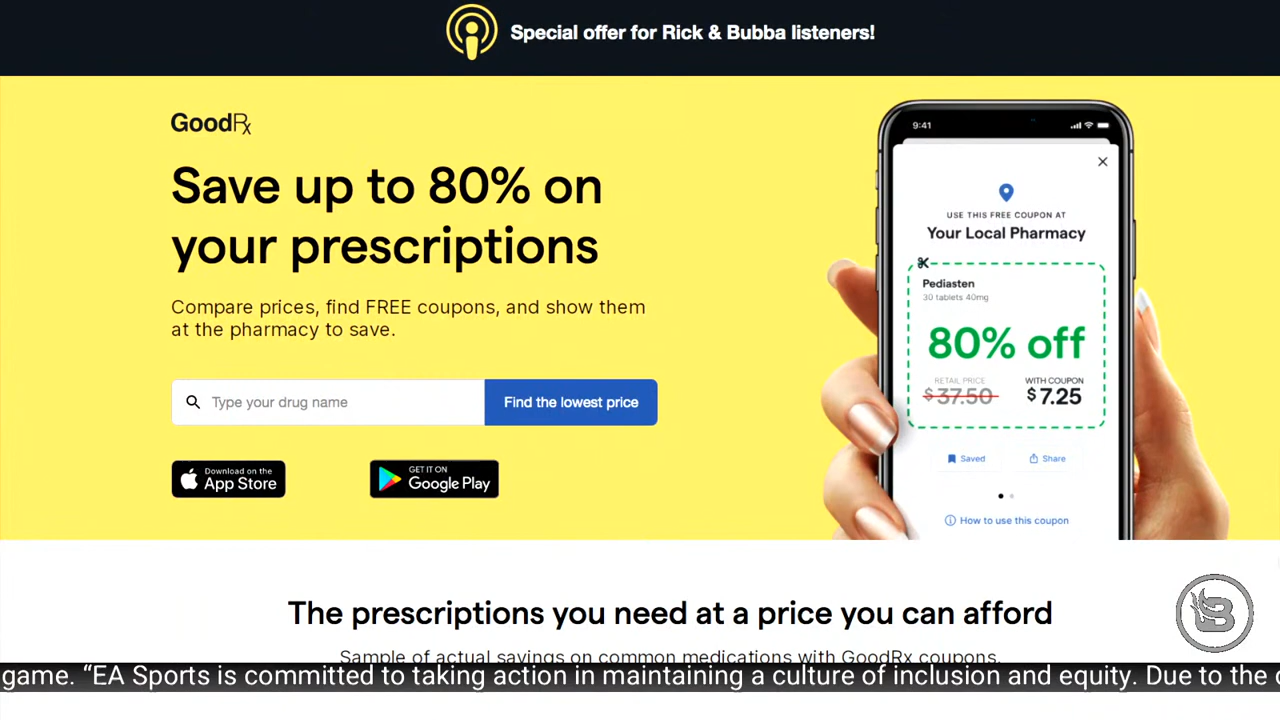 Special offer for Rick & Bubba listeners!
GoodRx
Save up to 80% on
your prescriptions
Compare prices, find FREE coupons, and show them
at the pharmacy to save.
Type your drug name
Find the lowest price
Download on the
App Store
GET IT ON
Google Play
9:41
USE THIS FREE COUPON AT
Your Local Pharmacy
Pediasten
30 tablets 40mg
80% off
RETAIL PRICE
$37.50
WITH COUPON
$7.25
Saved
Share
How to use this coupon
The prescriptions you need at a price you can afford
Sample of actual savings on common medications with GoodRx coupons.
game. “EA Sports is committed to taking action in maintaining a culture of inclusion and equity. Due to the